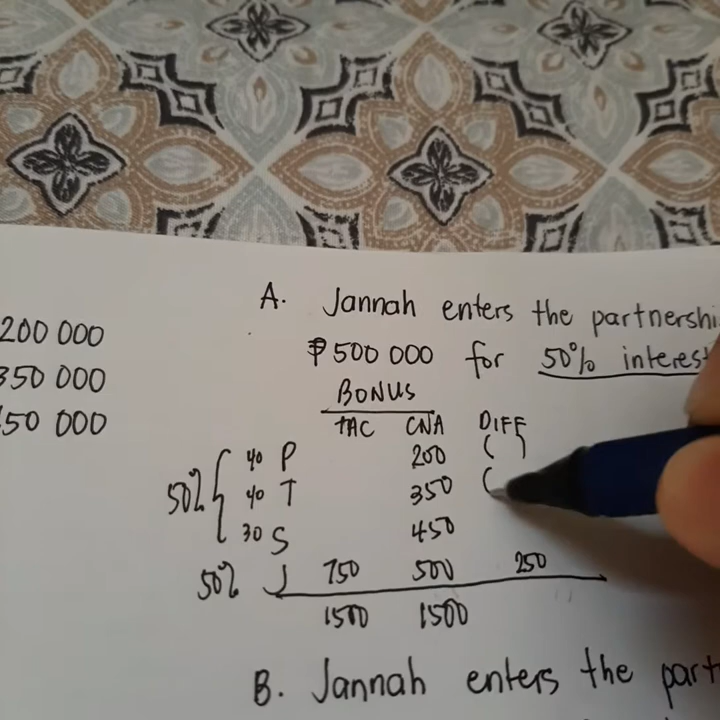 200 000
350 000
450 000
A. Jannah enters the partnershi
₱500 000 for 50% interest
BONUS
TAC CNA DIFF
40 P 200 ( )
50% 40 T 350 (
30 S 450
50% J 750 500 250
1500 1500
B. Jannah enters the part